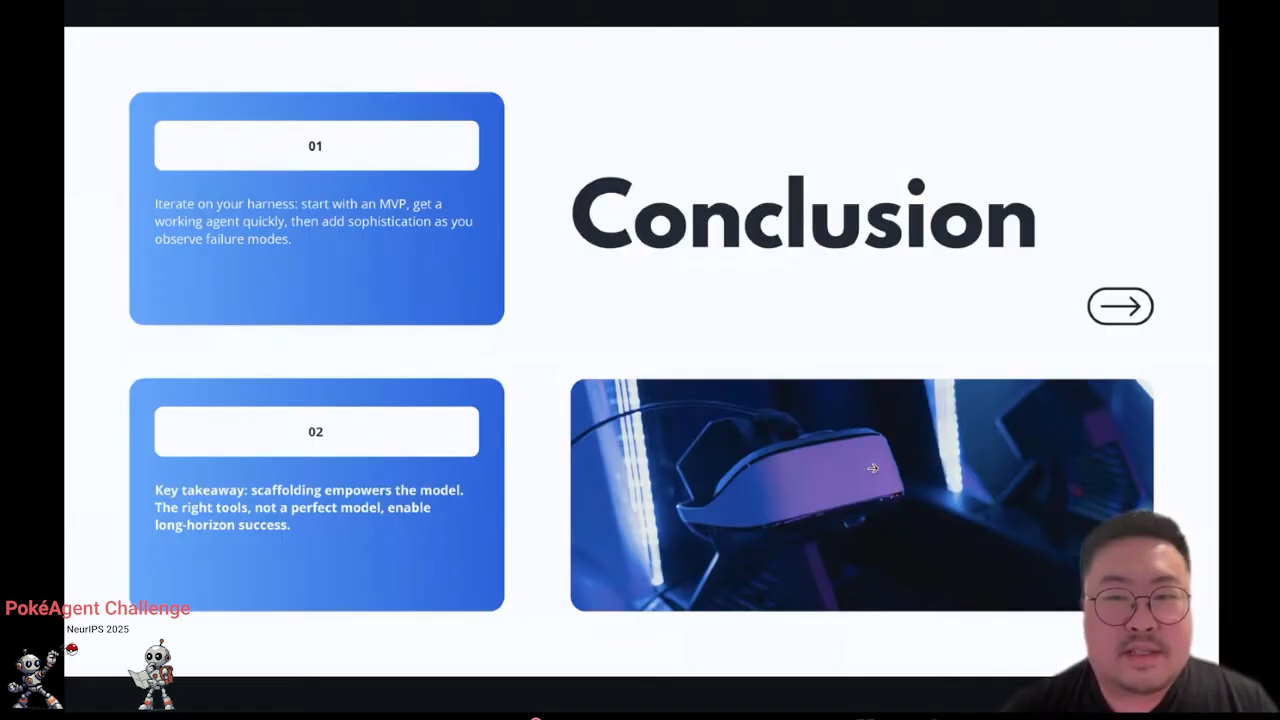 01
Iterate on your harness: start with an MVP, get a
working agent quickly, then add sophistication as you
observe failure modes.
Conclusion
02
Key takeaway: scaffolding empowers the model.
The right tools, not a perfect model, enable
long-horizon success.
PokéAgent Challenge
NeurIPS 2025